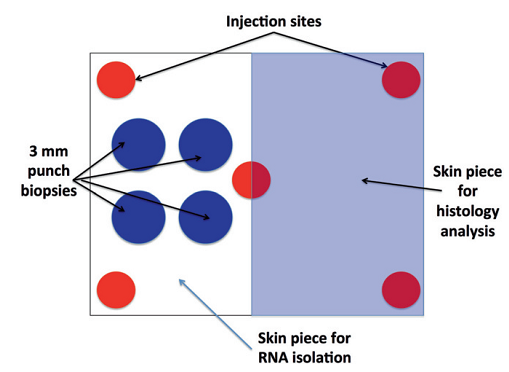 Injection sites
3 mm
punch
biopsies
Skin piece
for
histology
analysis
Skin piece for
RNA isolation